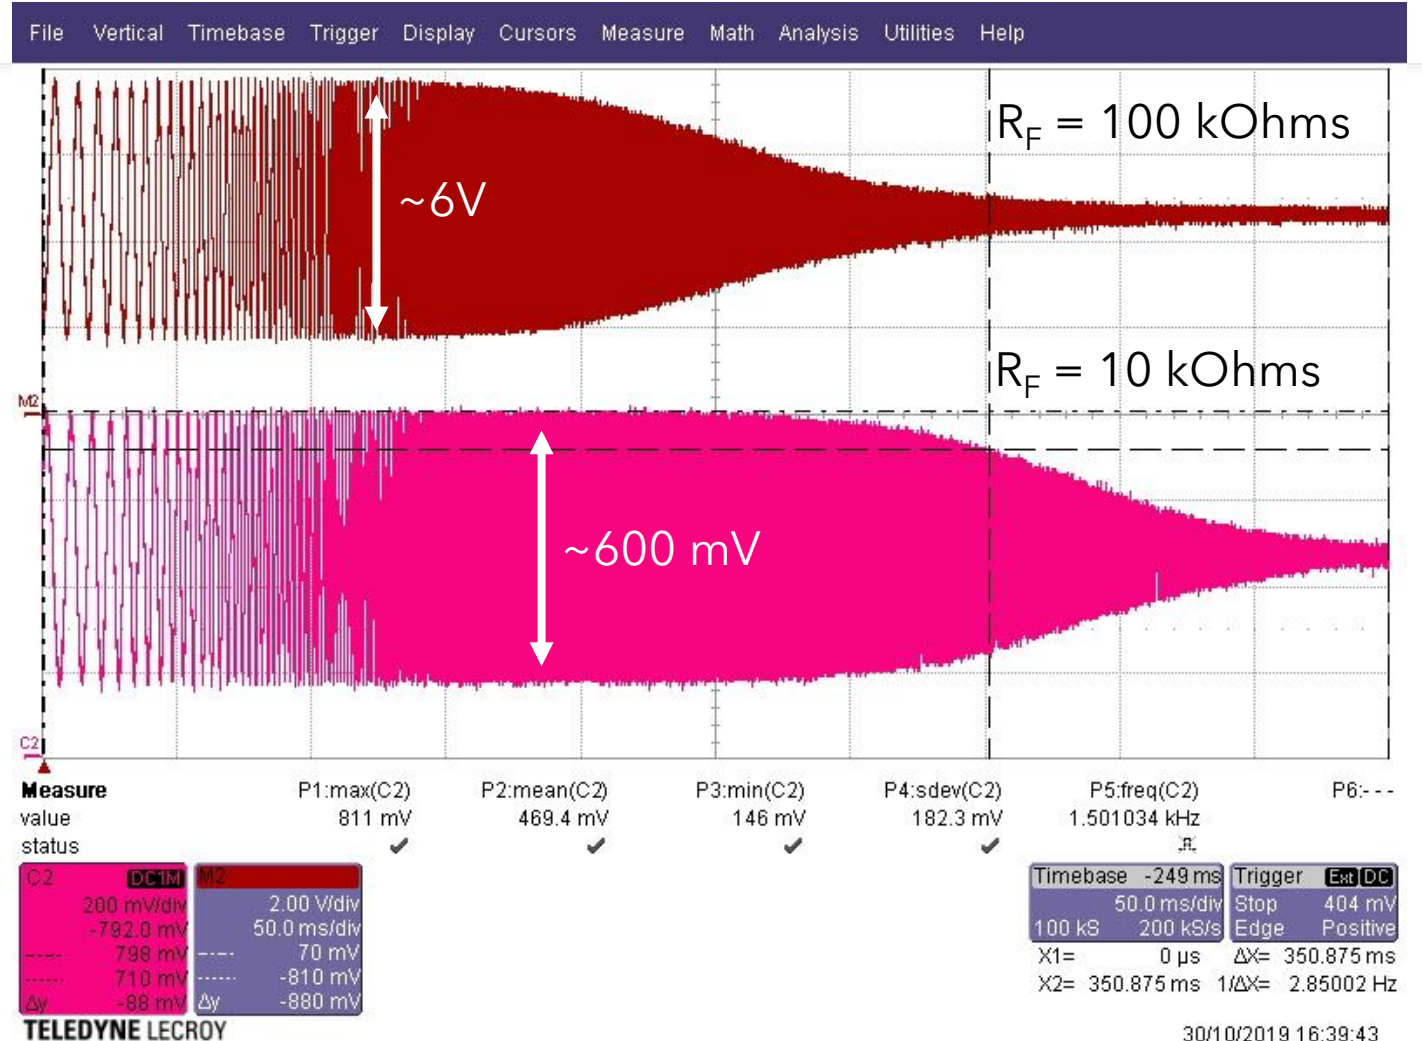 File Vertical Timebase Trigger Display Cursors Measure Math Analysis Utilities Help
R_F = 100 kOhms
~6V
R_F = 10 kOhms
M2
~600 mV
C2
Measure P1:max(C2) P2:mean(C2) P3:min(C2) P4:sdev(C2) P5:freq(C2) P6:- - -
value 811 mV 469.4 mV 146 mV 182.3 mV 1.501034 kHz
status
C2 DC1M
200 mV/div
-792.0 mV
798 mV
710 mV
Δy -88 mV
M2
2.00 V/div
50.0 ms/div
70 mV
-810 mV
Δy -880 mV
Timebase -249 ms
50.0 ms/div
100 kS 200 kS/s
Trigger Ext DC
Stop 404 mV
Edge Positive
X1= 0 µs ΔX= 350.875 ms
X2= 350.875 ms 1/ΔX= 2.85002 Hz
TELEDYNE LECROY
30/10/2019 16:39:43